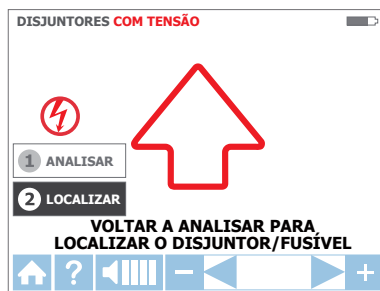 DISJUNTORES COM TENSÃO
1 ANALISAR
2 LOCALIZAR
VOLTAR A ANALISAR PARA
LOCALIZAR O DISJUNTOR/FUSÍVEL
? − +